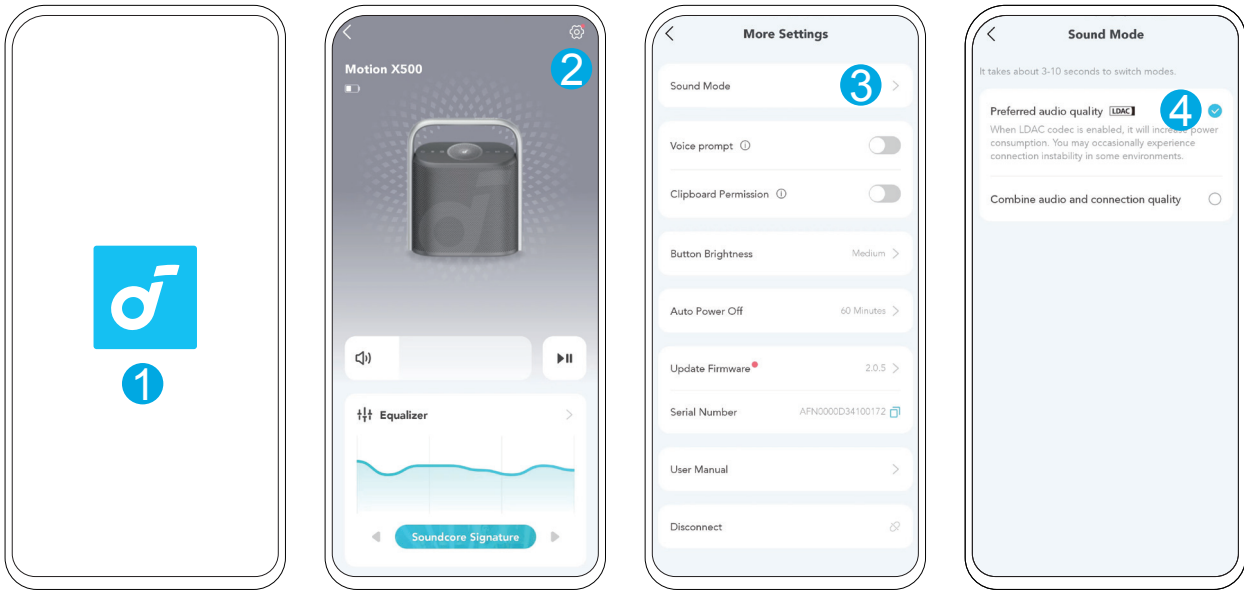 1
2
Motion X500
Equalizer
Soundcore Signature
More Settings
Sound Mode
3
Voice prompt
Clipboard Permission
Button Brightness Medium
Auto Power Off 60 Minutes
Update Firmware 2.0.5
Serial Number AFN0000D34100172
User Manual
Disconnect
Sound Mode
It takes about 3-10 seconds to switch modes.
Preferred audio quality LDAC
4
When LDAC codec is enabled, it will increase power
consumption. You may occasionally experience
connection instability in some environments.
Combine audio and connection quality